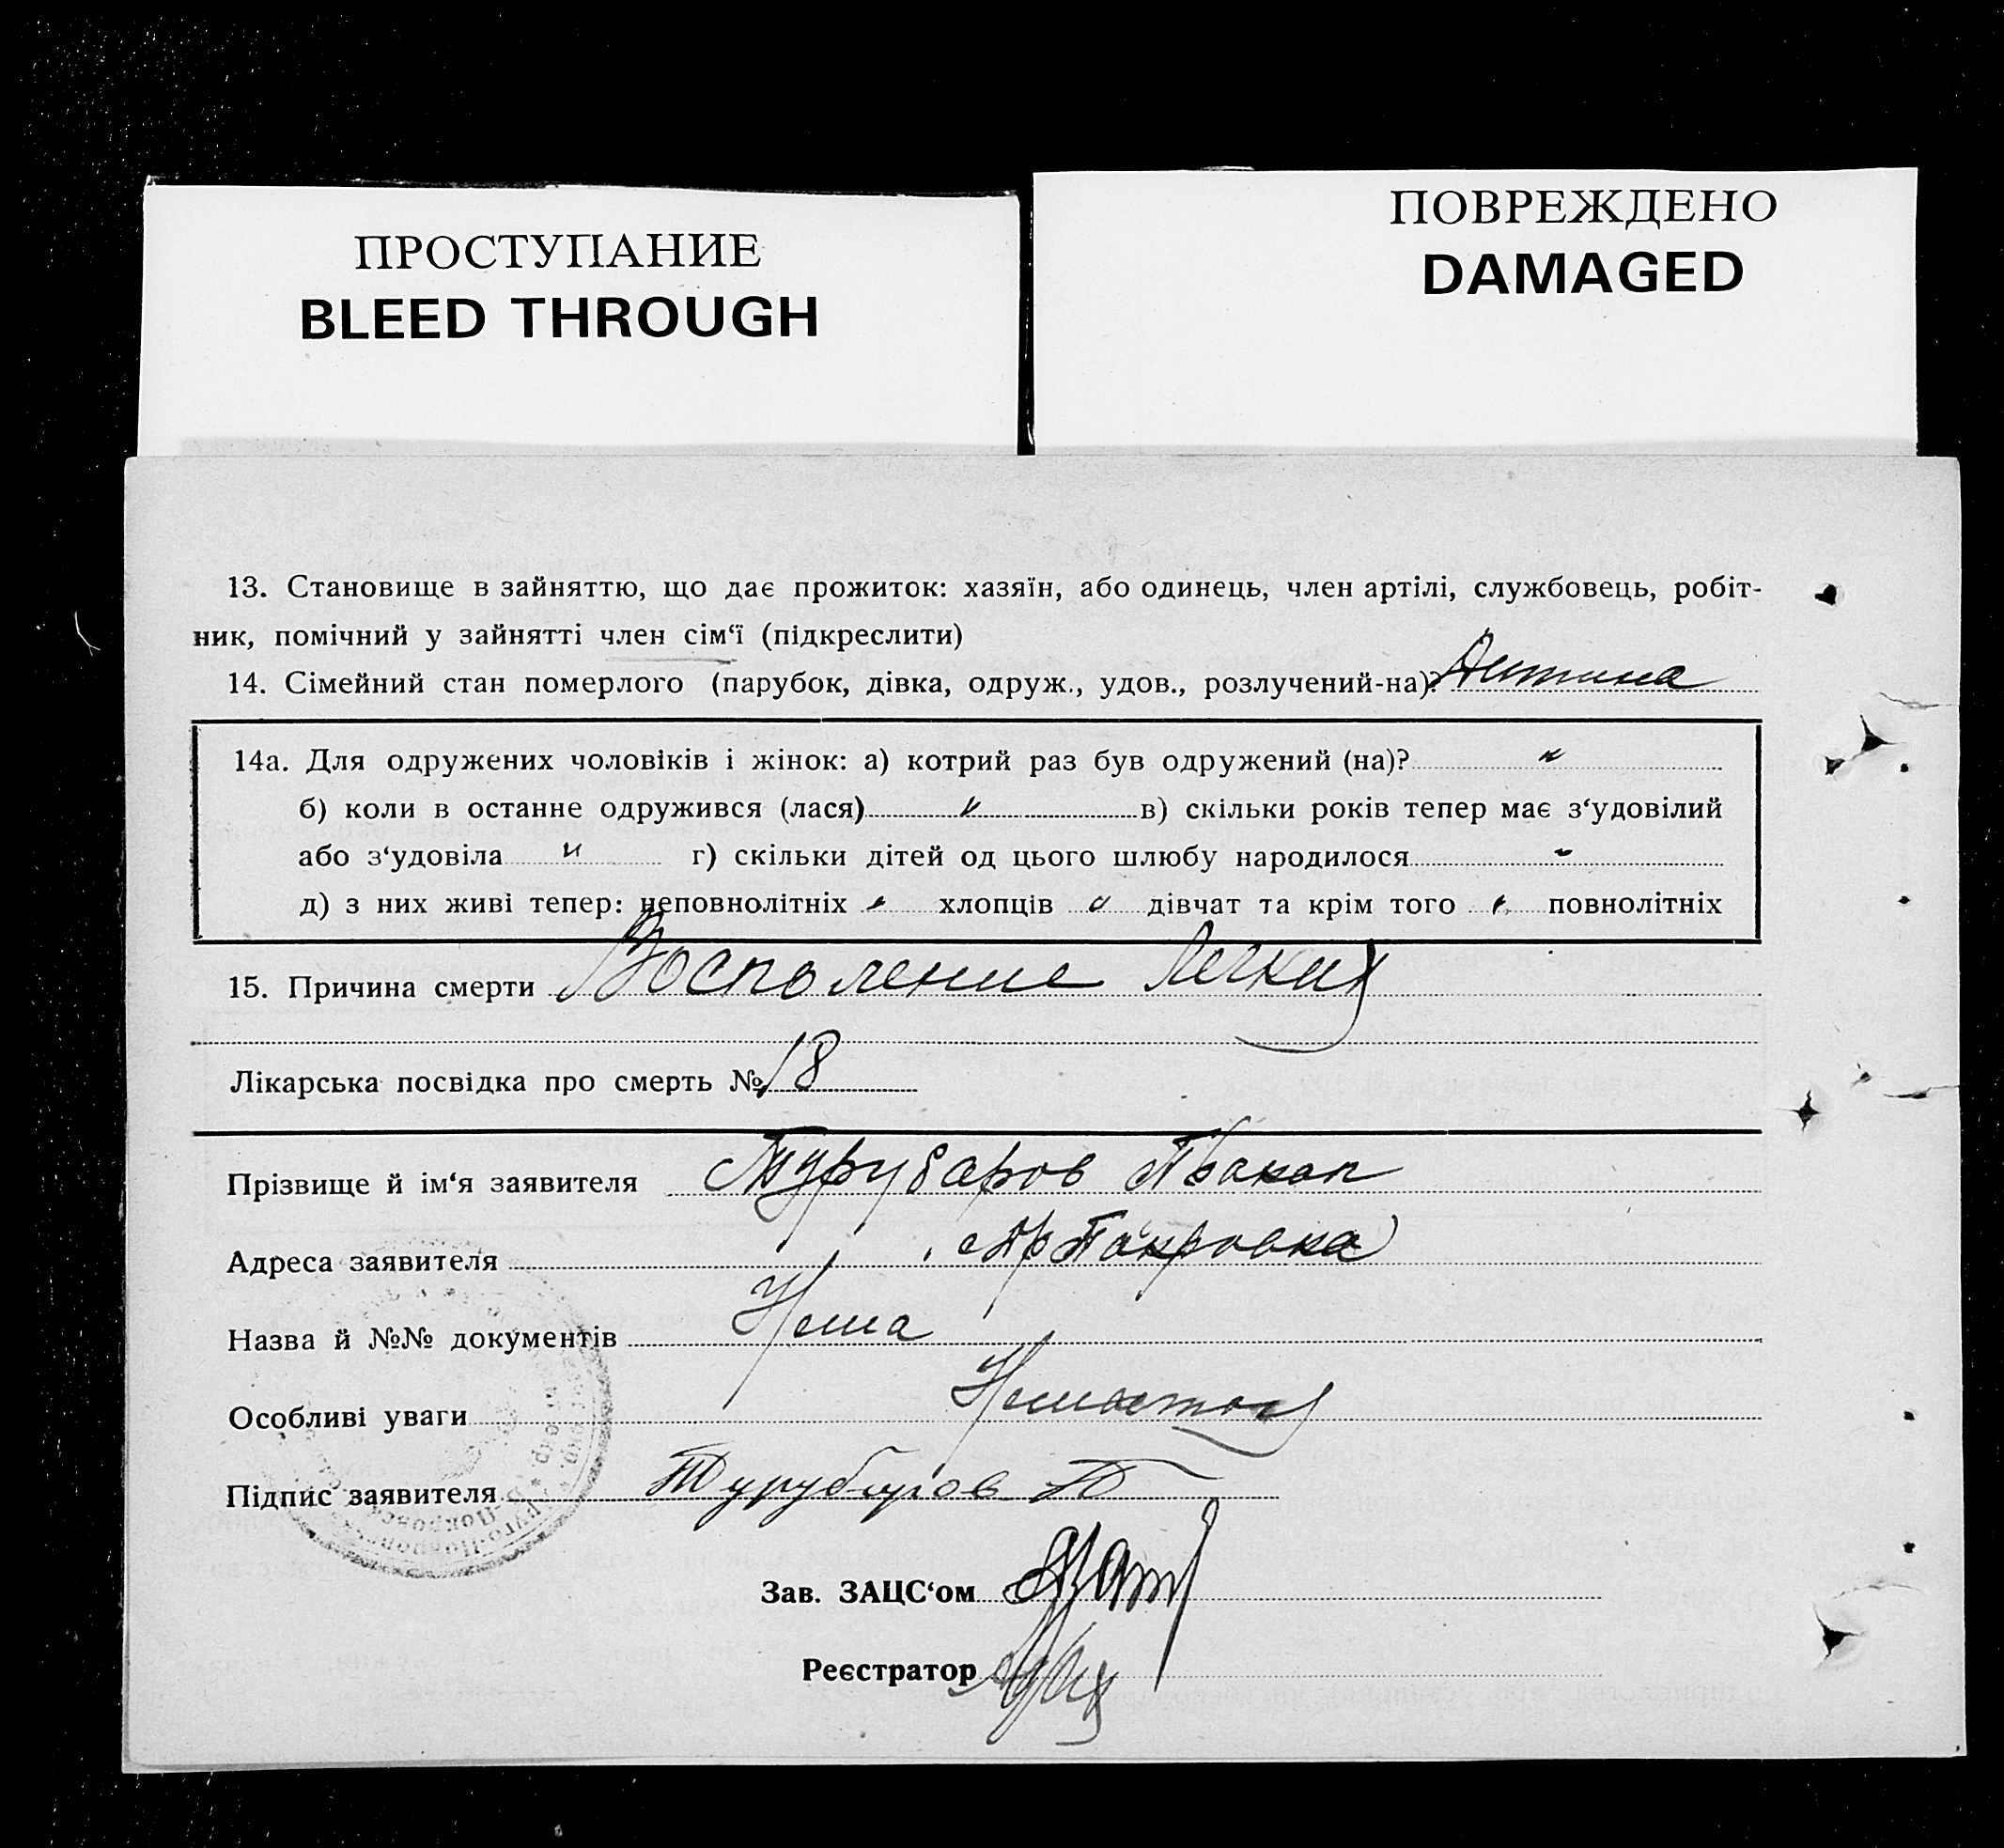 ПРОСТУПАНИЕ
BLEED THROUGH
ПОВРЕЖДЕНО
DAMAGED
13. Становище в зайняттю, що дає прожиток: хазяїн, або одинець, член артілі, службовець, робіт-
ник, помічний у зайнятті член сім‘ї (підкреслити)
14. Сімейний стан померлого (парубок, дівка, одруж., удов., розлучений-на)? Дитина
14а. Для одружених чоловіків і жінок: а) котрий раз був одружений (на)? "
б) коли в останне одружився (лася) " в) скільки років тепер має з‘удовілий
або з‘удовіла " г) скільки дітей од цього шлюбу народилося "
д) з них живі тепер: неповнолітніх " хлопців " дівчат та крім того " повнолітніх
15. Причина смерти Воспаление Легких
Лікарська посвідка про смерть № 18
Прізвище й ім‘я заявителя Турубаров
Адреса заявителя Покровка
Назва й №№ документів Нема
Особливі уваги
Підпис заявителя Турубаров П
Зав. ЗАЦС‘ом
Реєстратор